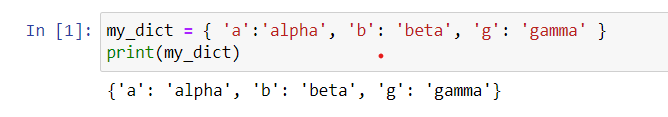 In [1]: my_dict = { 'a':'alpha', 'b': 'beta', 'g': 'gamma' }
print(my_dict)
{'a': 'alpha', 'b': 'beta', 'g': 'gamma'}